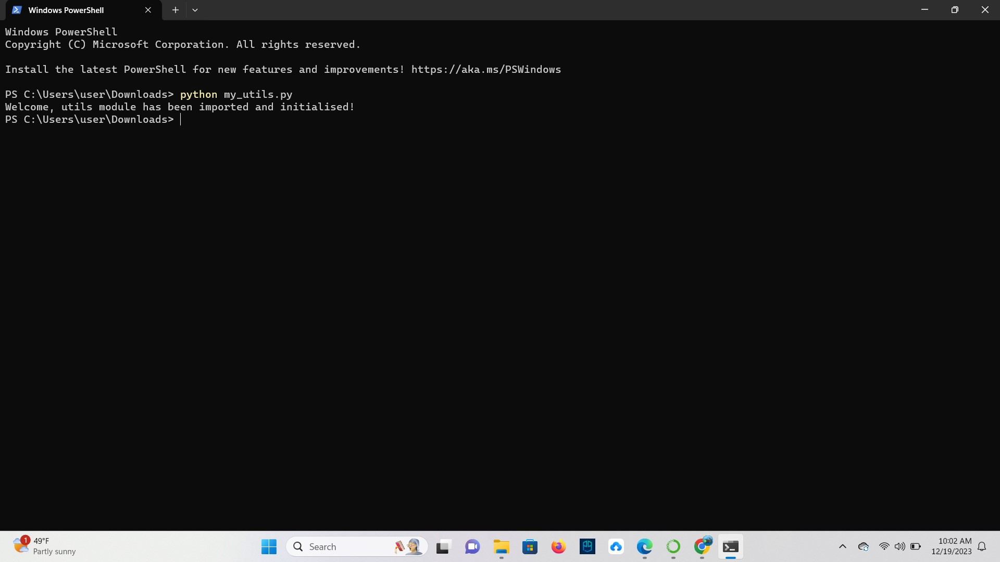 Windows PowerShell
Windows PowerShell
Copyright (C) Microsoft Corporation. All rights reserved.
Install the latest PowerShell for new features and improvements! https://aka.ms/PSWindows
PS C:\Users\user\Downloads> python my_utils.py
Welcome, utils module has been imported and initialised!
PS C:\Users\user\Downloads>
1
49°F
Partly sunny
Search
10:02 AM
12/19/2023